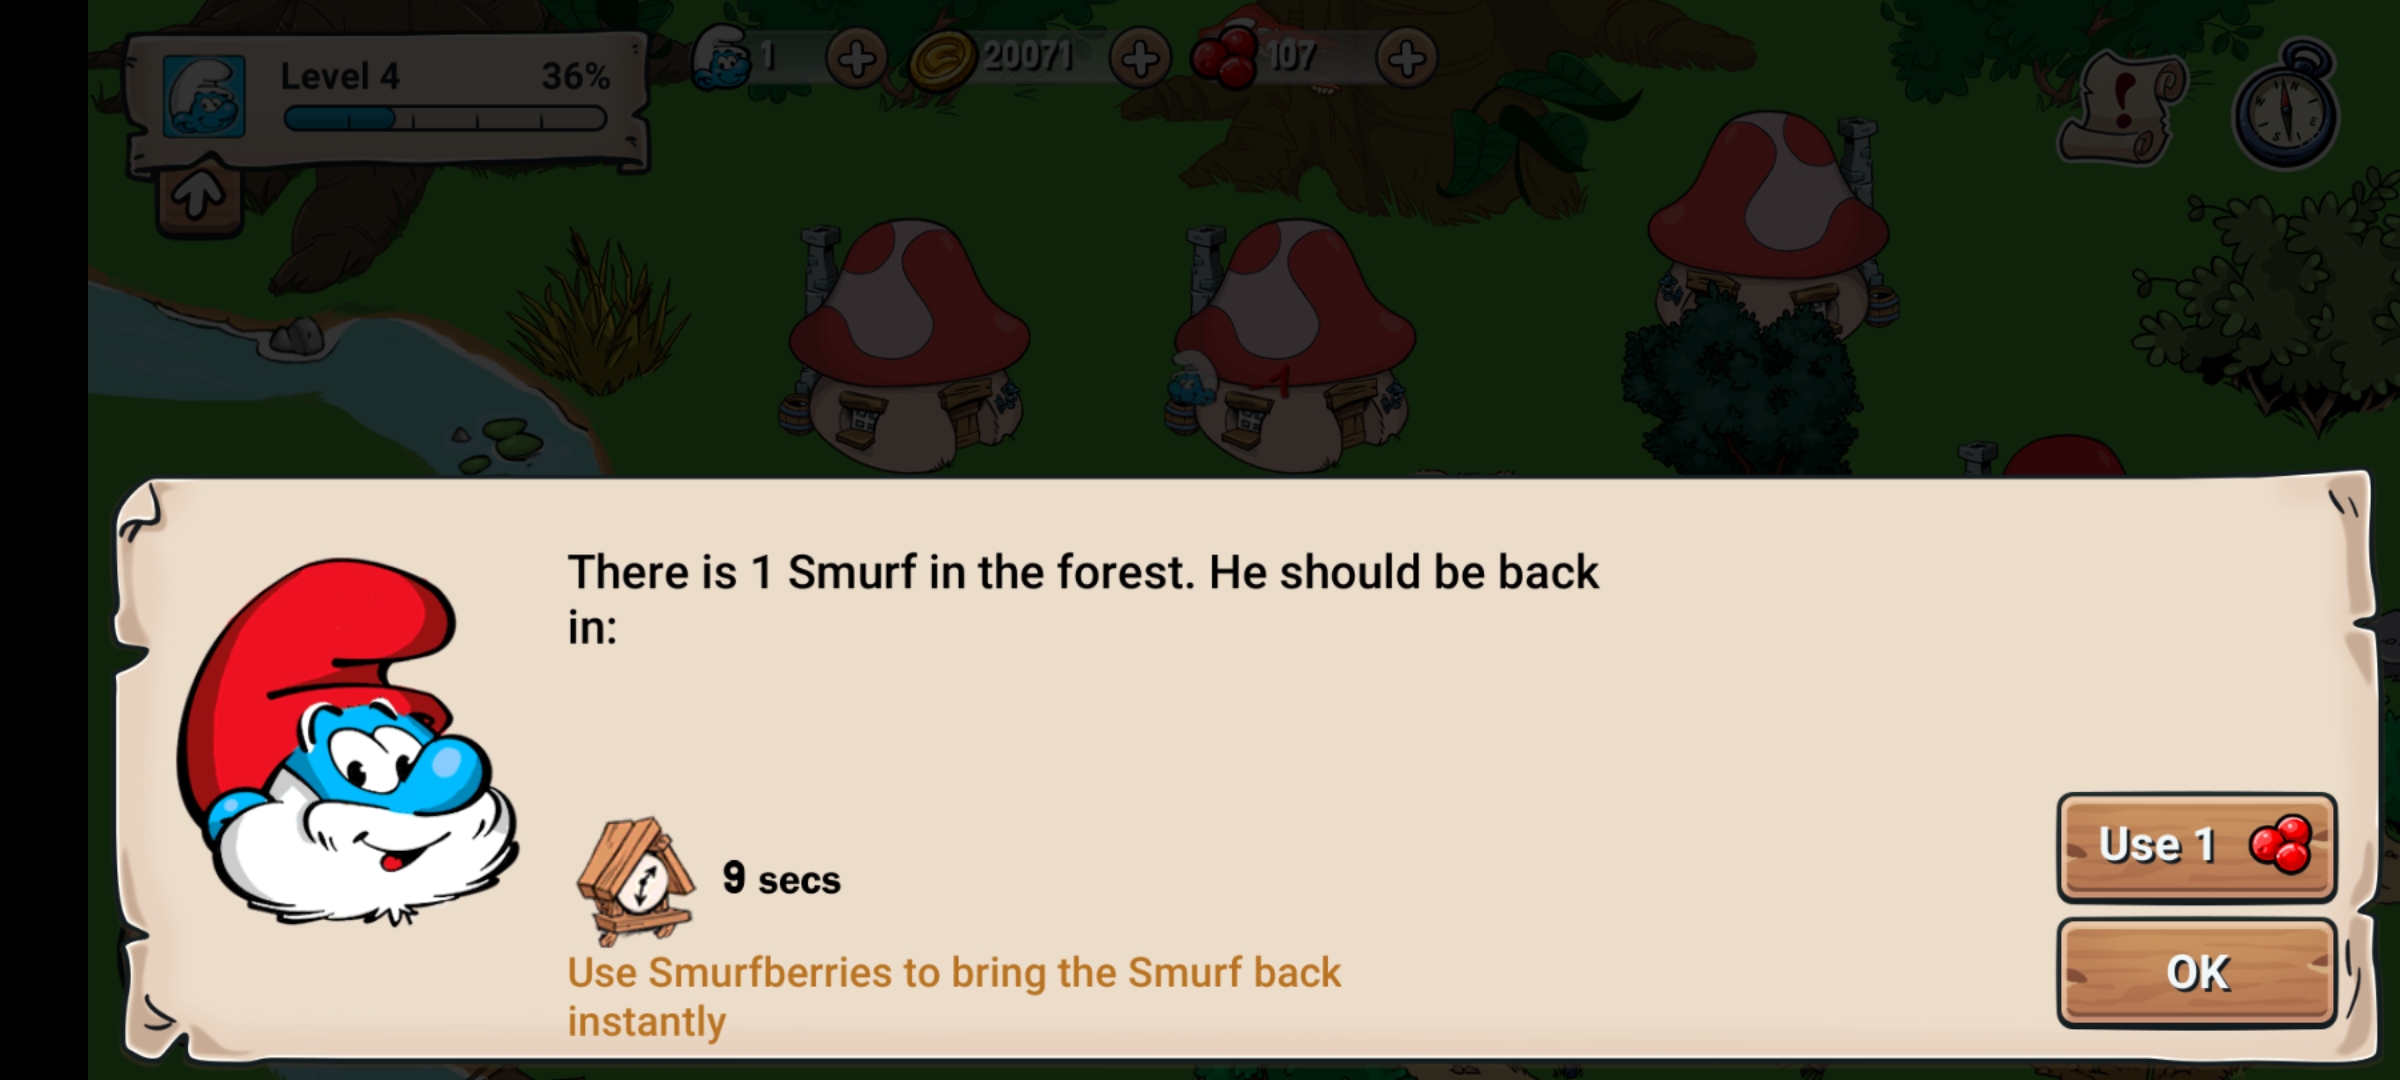 Level 4 36%
1
20071
107
-1
There is 1 Smurf in the forest. He should be back
in:
9 secs
Use Smurfberries to bring the Smurf back
instantly
Use 1
OK